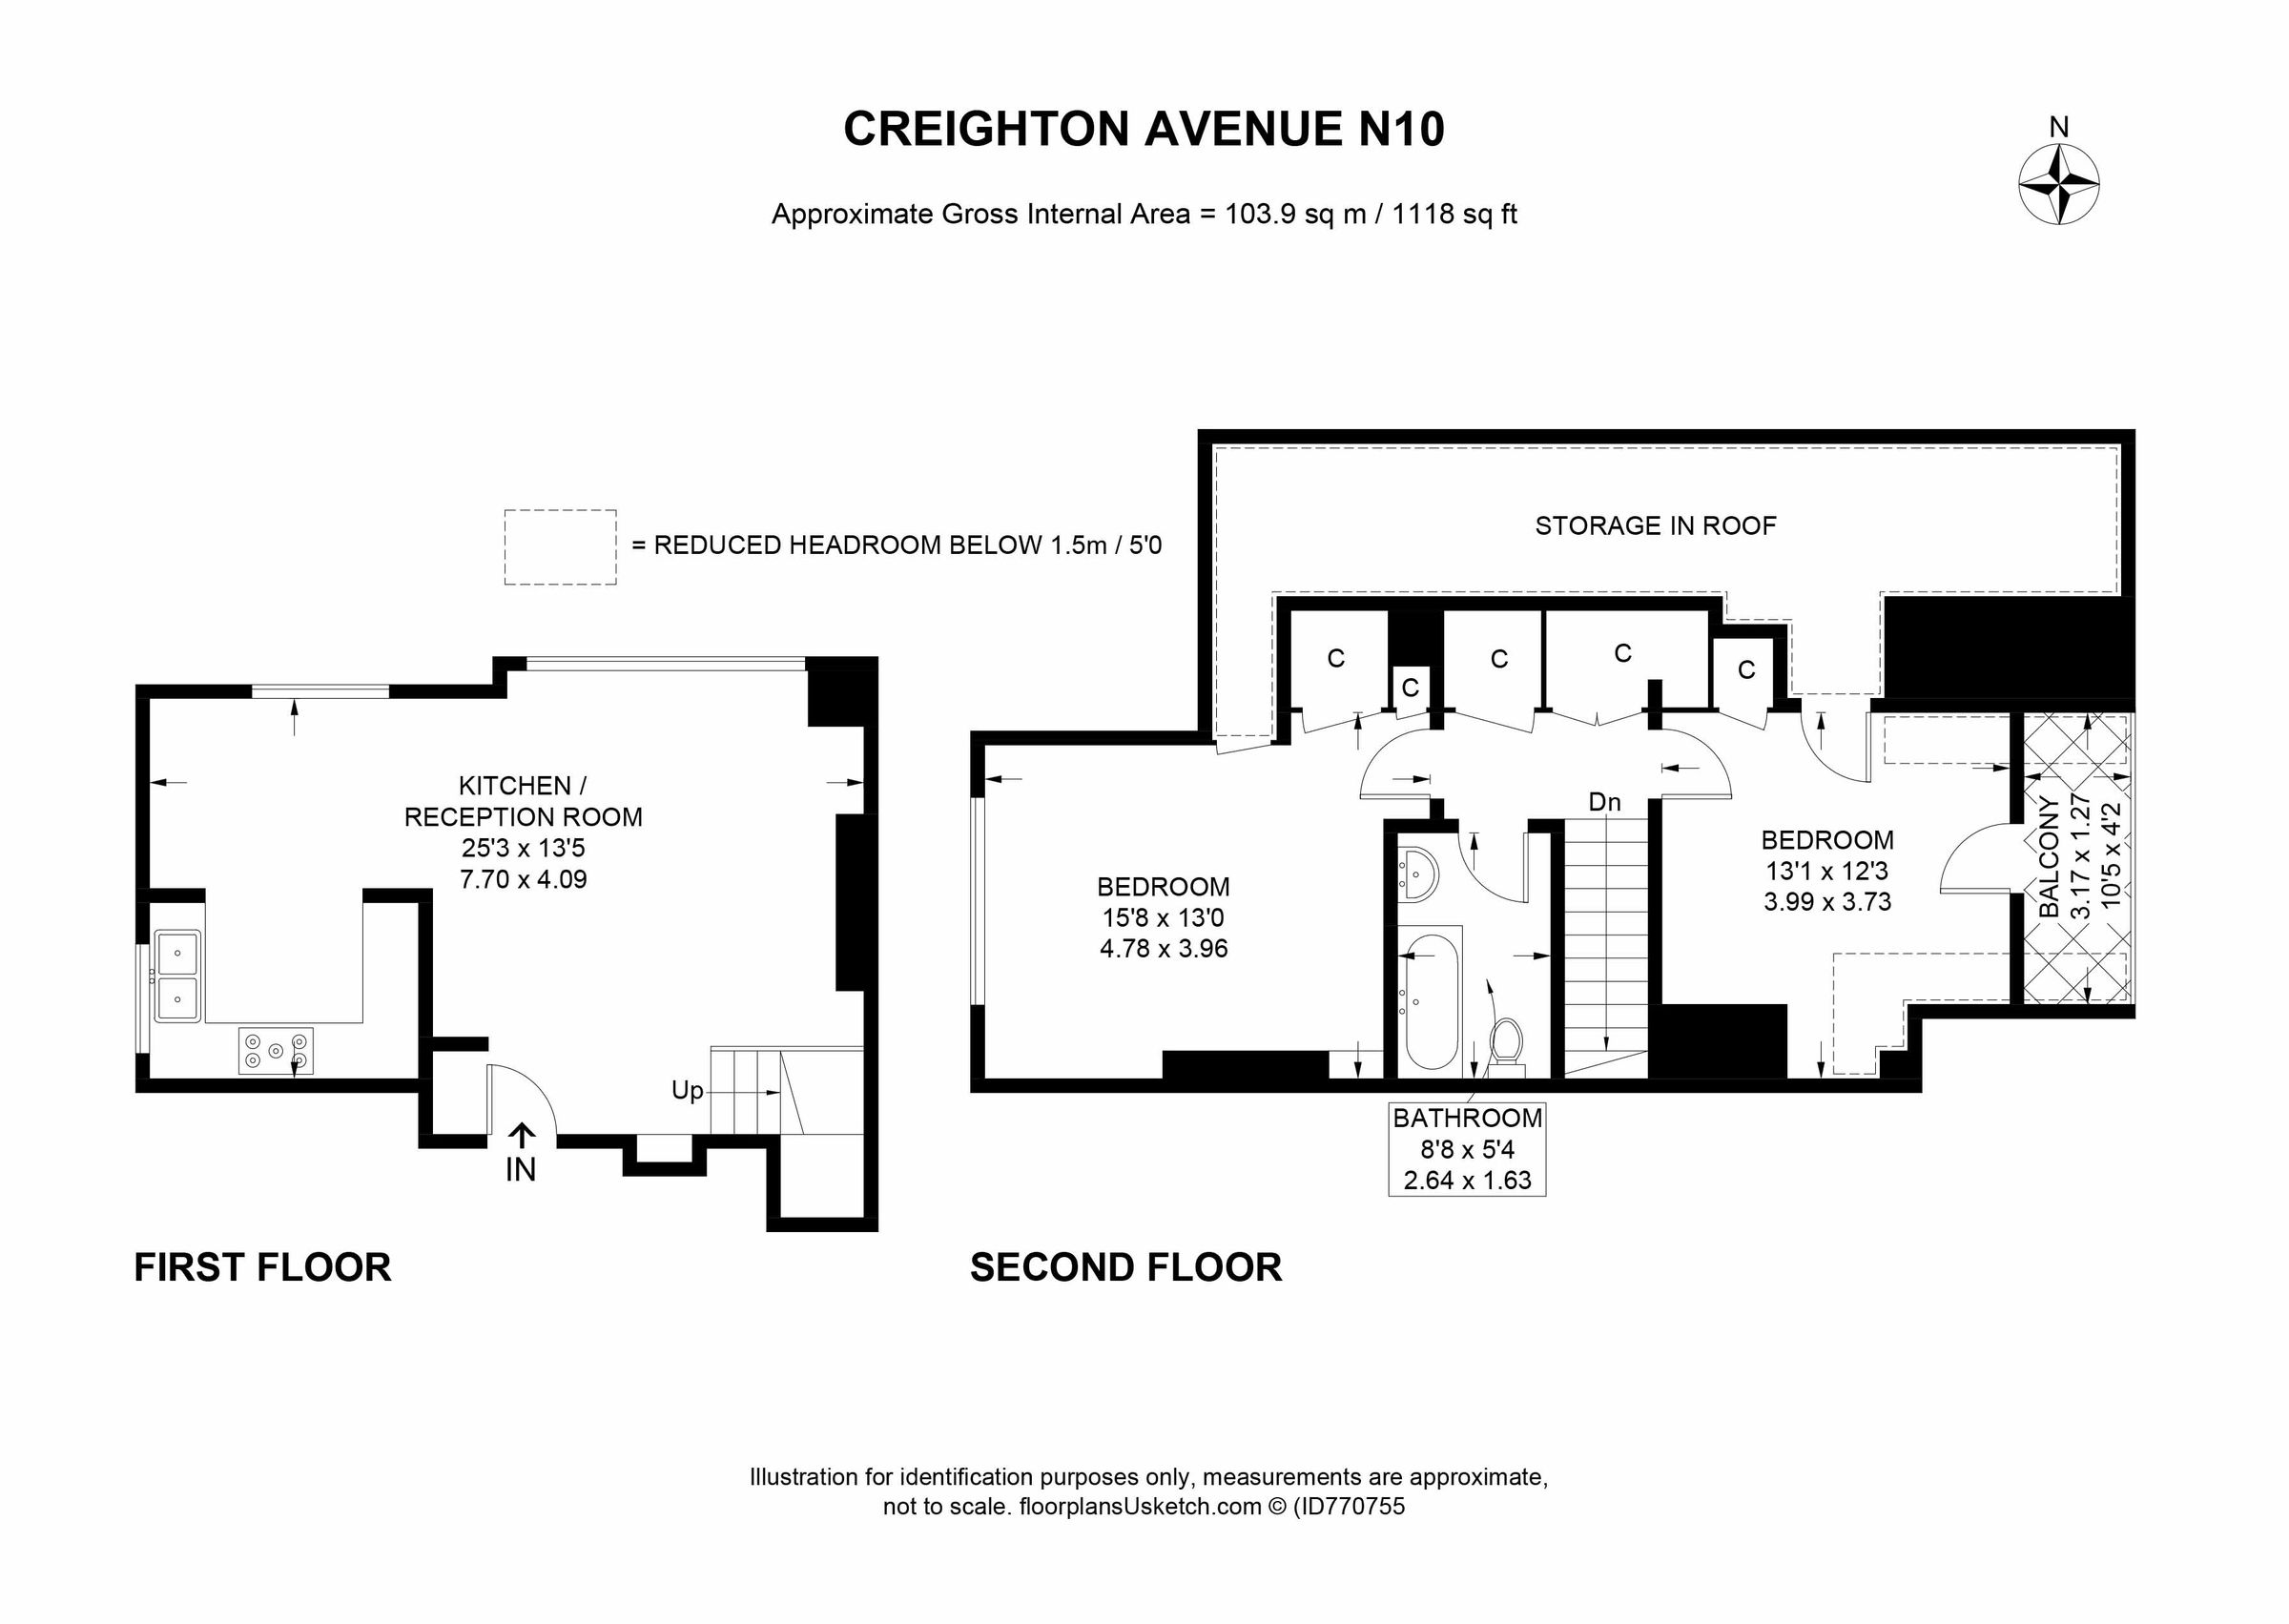 CREIGHTON AVENUE N10
Approximate Gross Internal Area = 103.9 sq m / 1118 sq ft
N
= REDUCED HEADROOM BELOW 1.5m / 5'0
KITCHEN /
RECEPTION ROOM
25'3 x 13'5
7.70 x 4.09
Up
IN
FIRST FLOOR
STORAGE IN ROOF
C
C
C
C
C
Dn
BEDROOM
15'8 x 13'0
4.78 x 3.96
BEDROOM
13'1 x 12'3
3.99 x 3.73
BALCONY
3.17 x 1.27
10'5 x 4'2
BATHROOM
8'8 x 5'4
2.64 x 1.63
SECOND FLOOR
Illustration for identification purposes only, measurements are approximate,
not to scale. floorplansUsketch.com © (ID770755